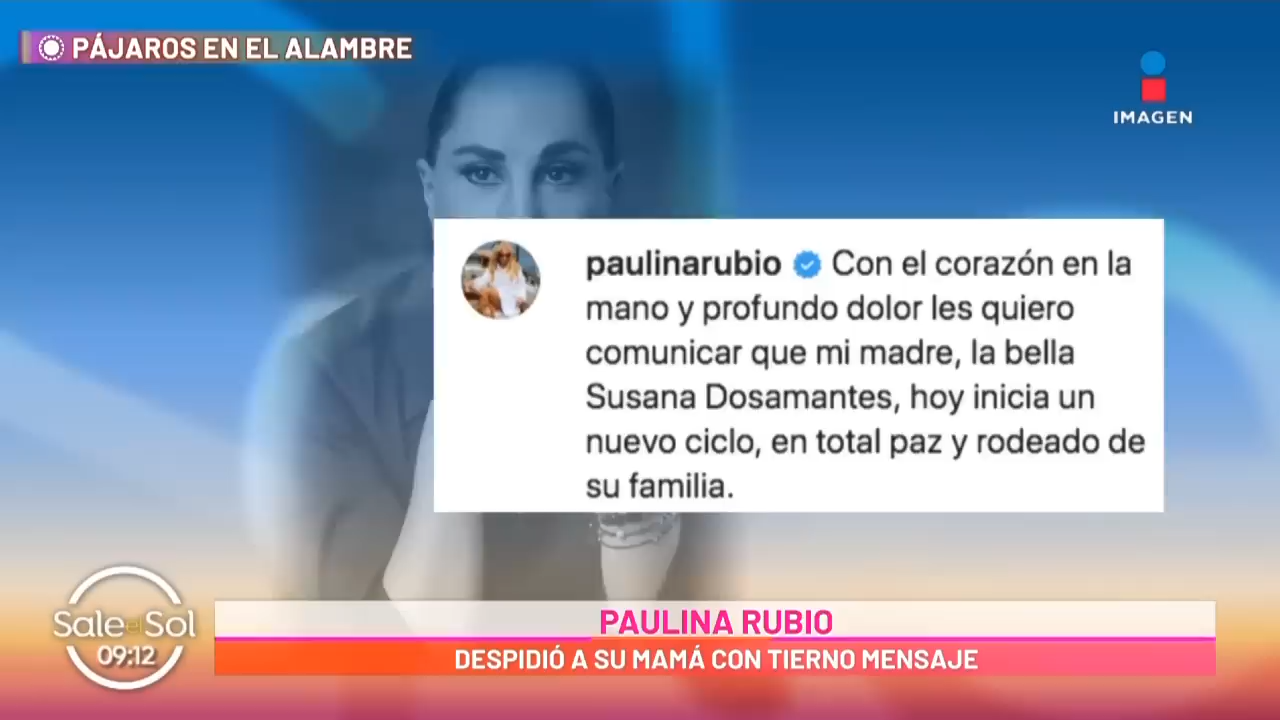 PÁJAROS EN EL ALAMBRE
IMAGEN
paulinarubio Con el corazón en la
mano y profundo dolor les quiero
comunicar que mi madre, la bella
Susana Dosamantes, hoy inicia un
nuevo ciclo, en total paz y rodeado de
su familia.
Sale el Sol
09:12
PAULINA RUBIO
DESPIDIÓ A SU MAMÁ CON TIERNO MENSAJE